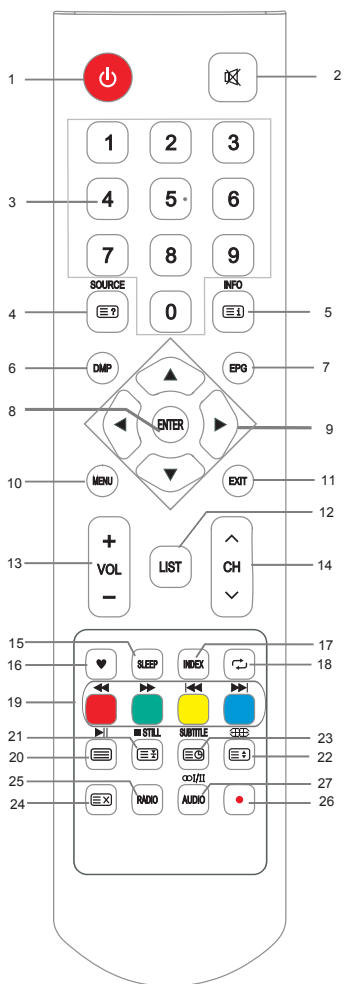 1
2
1 2 3
3
4 5 6
7 8 9
SOURCE INFO
0
4
5
6
DMP EPG
7
8
ENTER
9
10
MENU EXIT
11
12
+
13
VOL LIST CH
14
−
15
17
16
SLEEP INDEX
18
19
STILL SUBTITLE
21
23
20
22
25
I/II
27
24
RADIO AUDIO
26